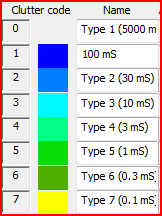 Clutter code Name
0 Type 1 (5000 m
1 100 mS
2 Type 2 (30 mS)
3 Type 3 (10 mS)
4 Type 4 (3 mS)
5 Type 5 (1 mS)
6 Type 6 (0.3 mS
7 Type 7 (0.1 mS